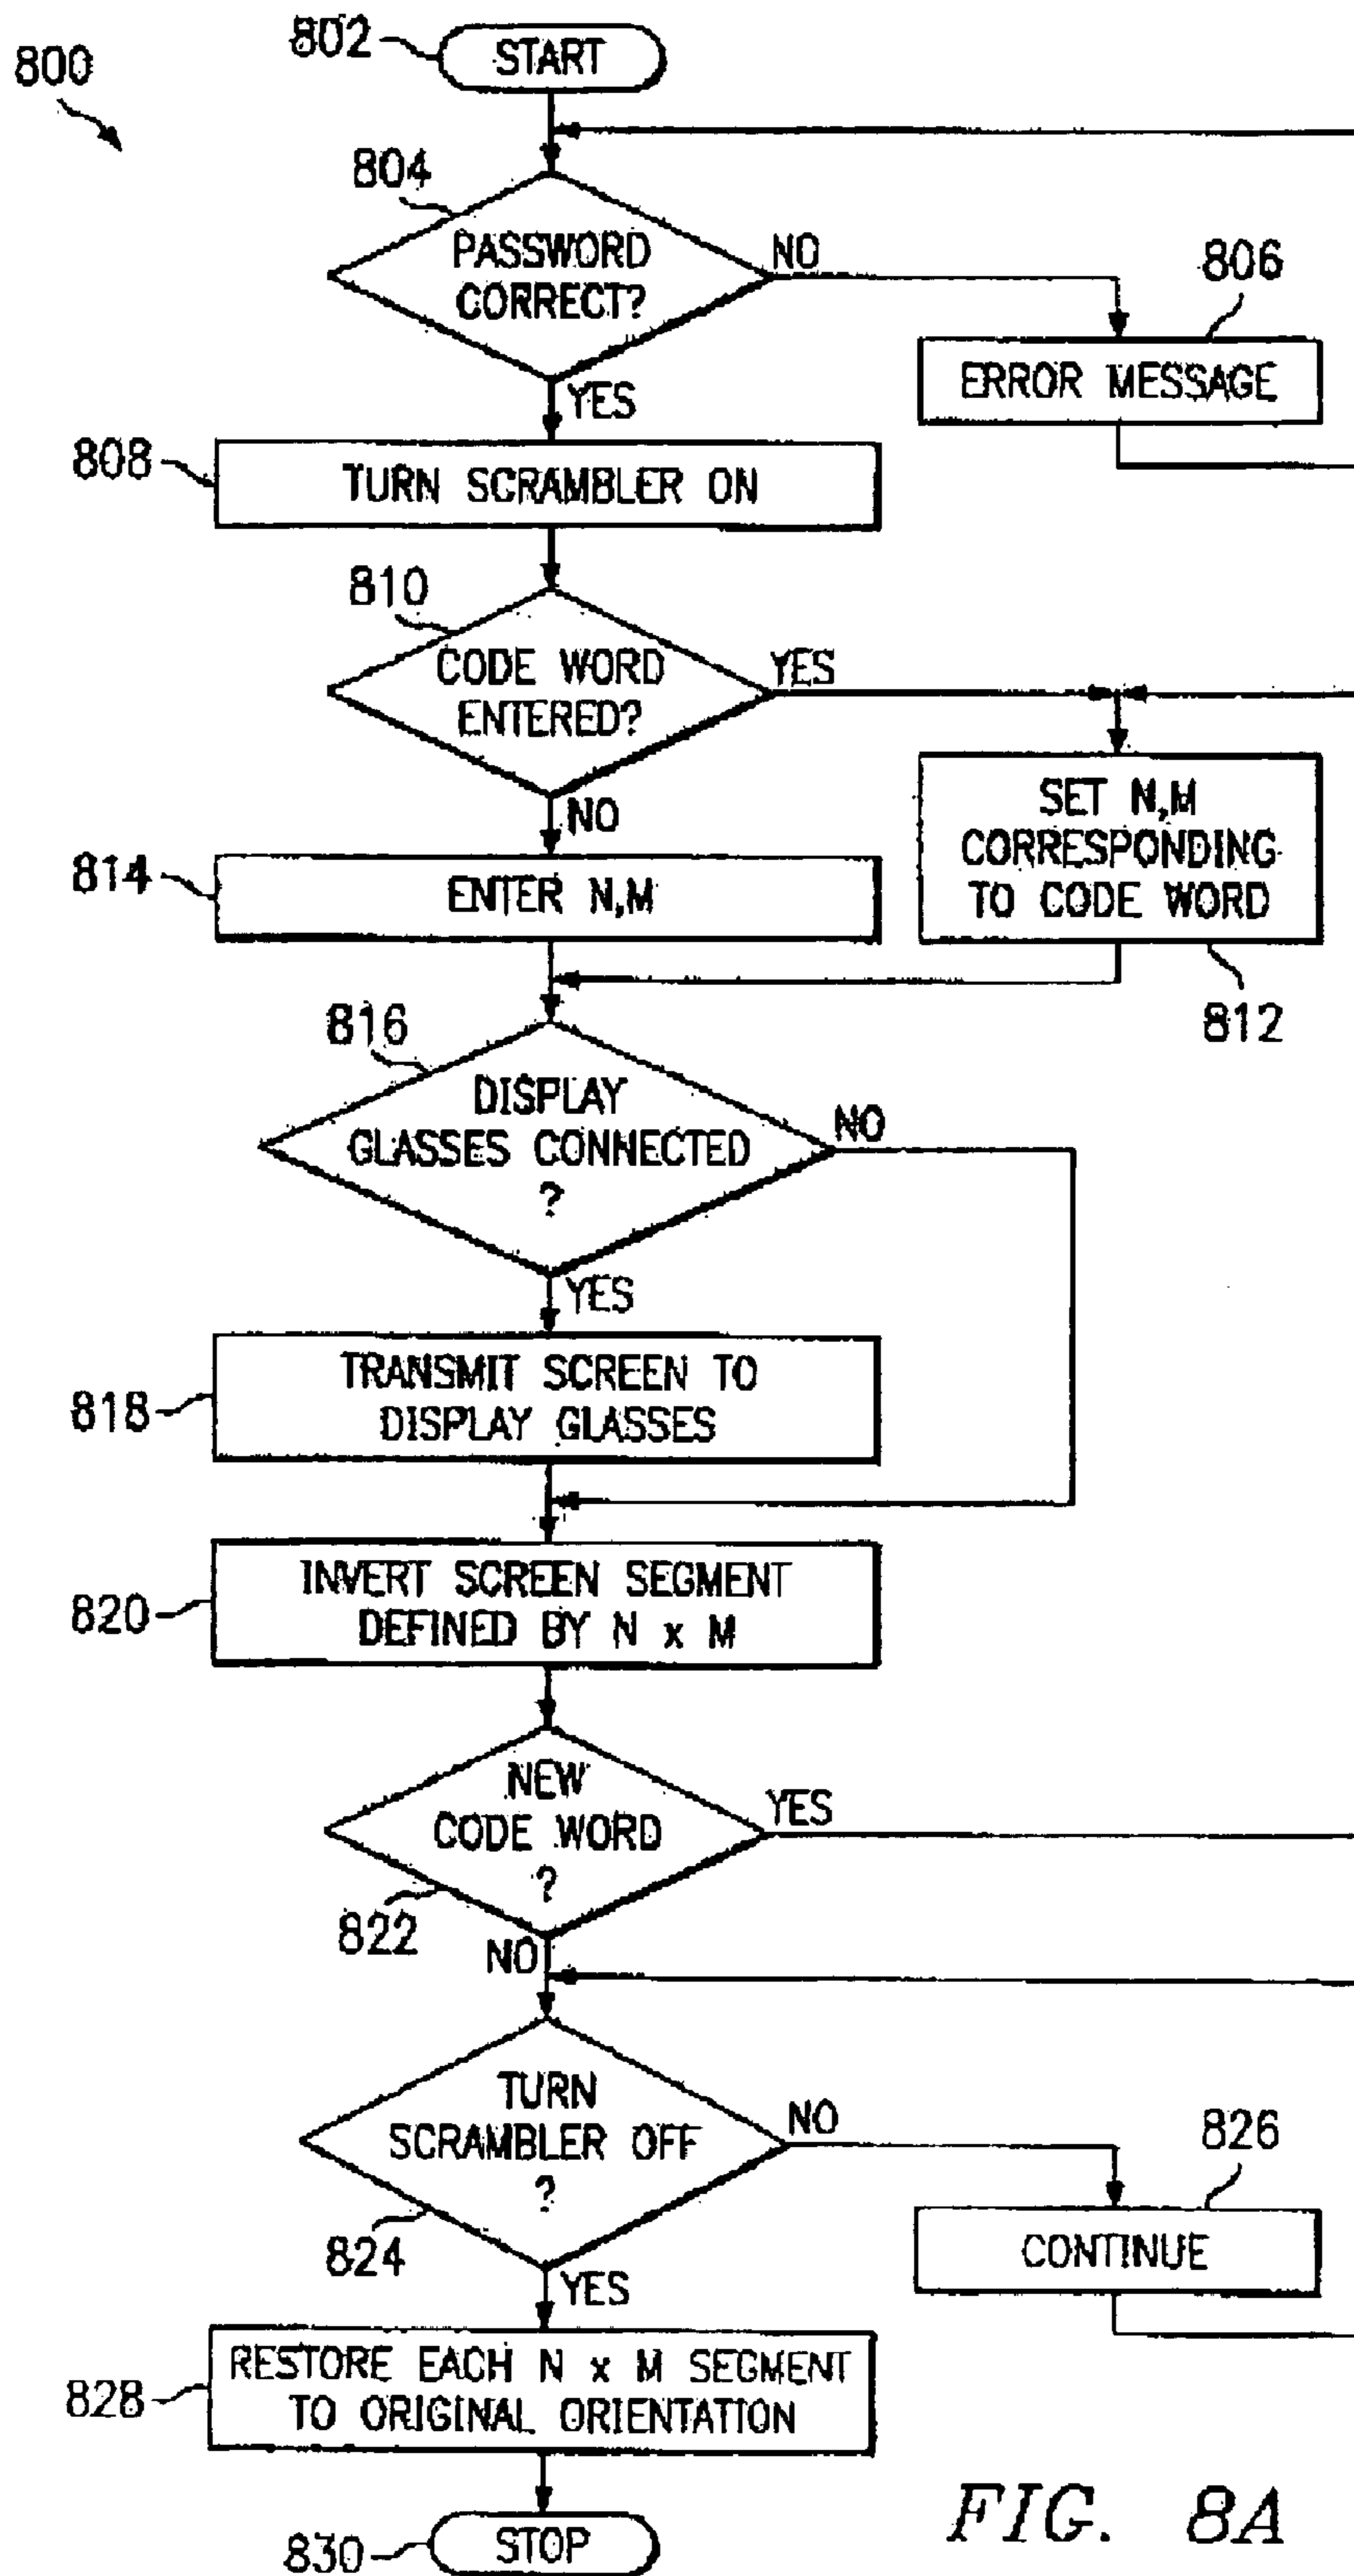 800
802
START
804
PASSWORD
CORRECT?
NO
806
ERROR MESSAGE
YES
808
TURN SCRAMBLER ON
810
CODE WORD
ENTERED?
YES
NO
SET N,M
CORRESPONDING
TO CODE WORD
812
814
ENTER N,M
816
DISPLAY
GLASSES CONNECTED
?
NO
YES
818
TRANSMIT SCREEN TO
DISPLAY GLASSES
820
INVERT SCREEN SEGMENT
DEFINED BY N x M
NEW
CODE WORD
?
YES
822
NO
TURN
SCRAMBLER OFF
?
NO
824
826
CONTINUE
YES
828
RESTORE EACH N x M SEGMENT
TO ORIGINAL ORIENTATION
830
STOP
FIG. 8A